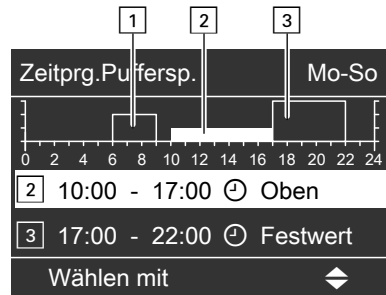 1 2 3
Zeitprg.Puffersp. Mo-So
0 2 4 6 8 10 12 14 16 18 20 22 24
2 10:00 - 17:00 Oben
3 17:00 - 22:00 Festwert
Wählen mit